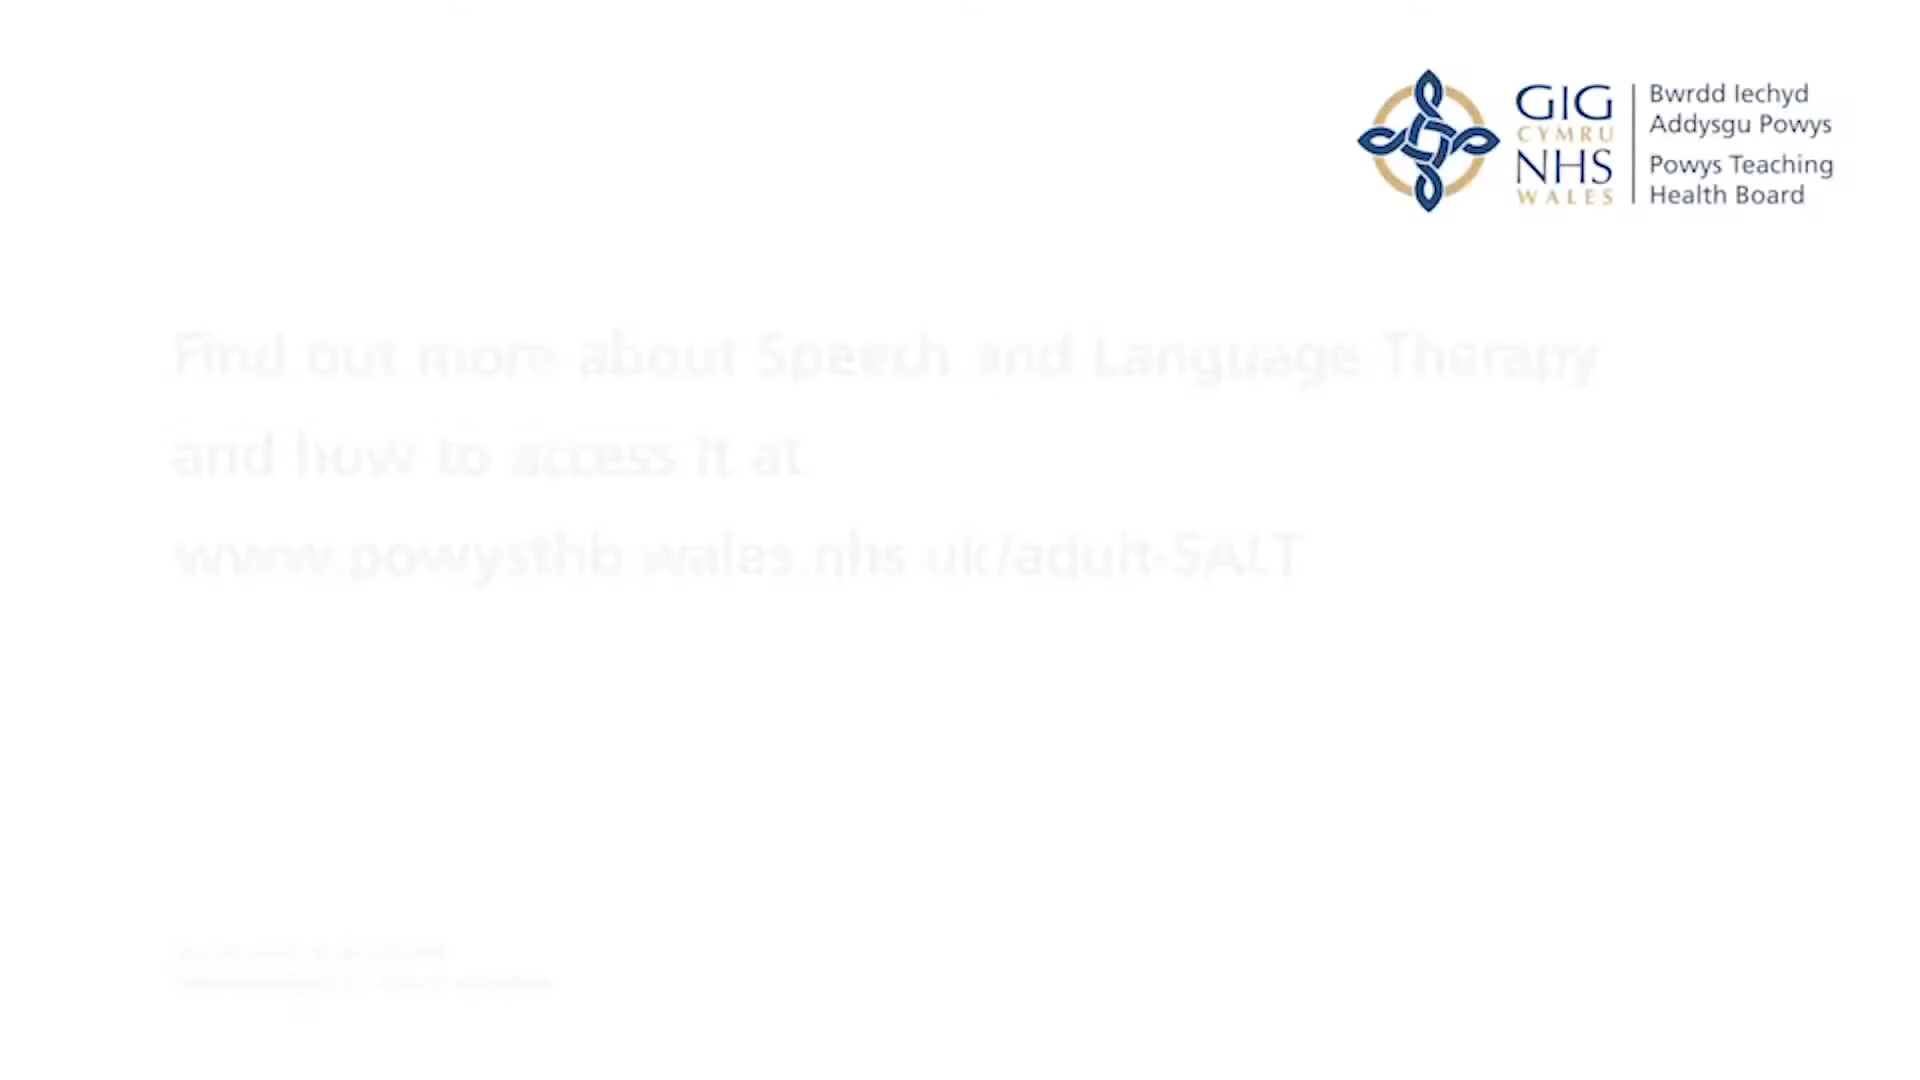 GIG
CYMRU
NHS
WALES
Bwrdd Iechyd
Addysgu Powys
Powys Teaching
Health Board
Find out more about Speech and Language Therapy
and how to access it at
www.powysthb.wales.nhs.uk/adult-SALT